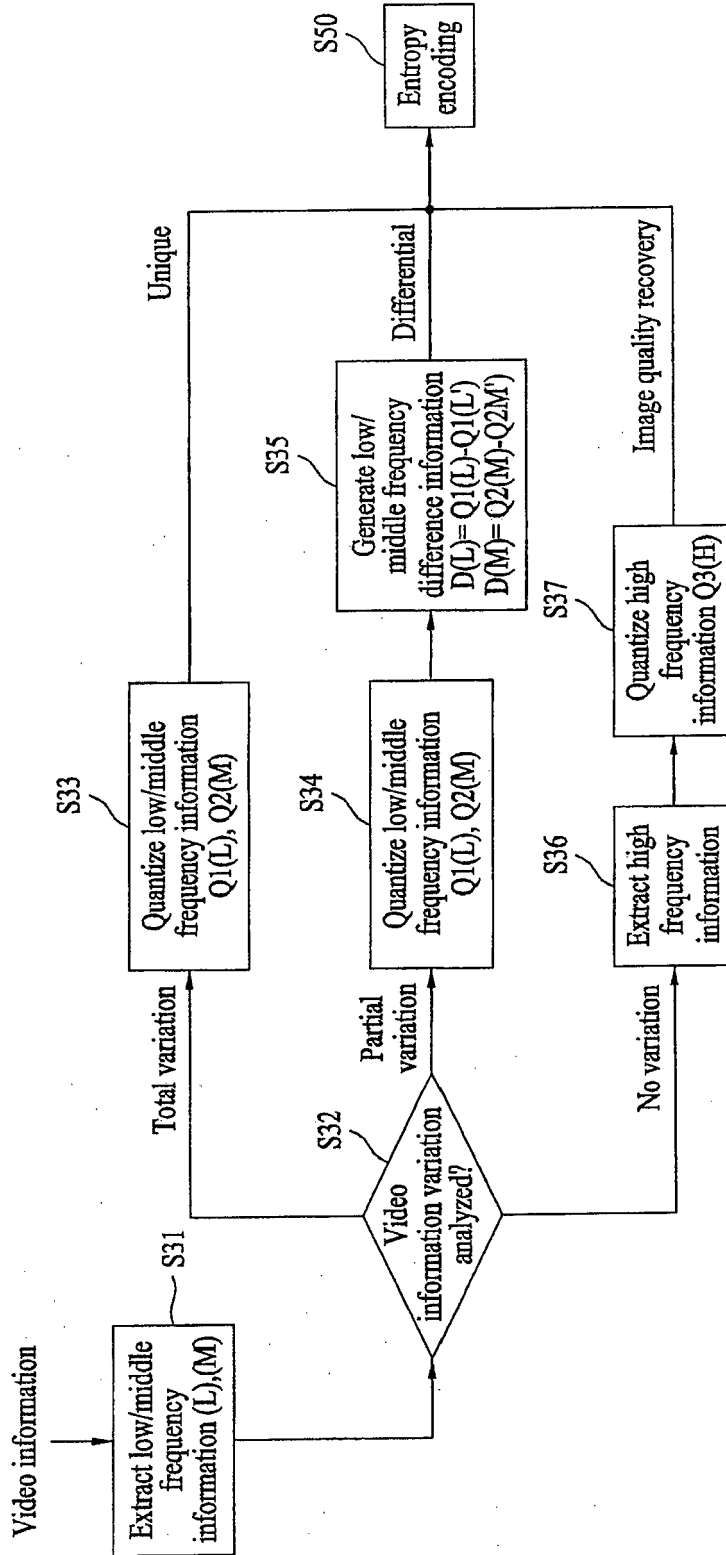 Video information
S31
Extract low/middle
frequency
information (L),(M)
S32
Video
information variation
analyzed?
Total variation
S33
Quantize low/middle
frequency information
Q1(L), Q2(M)
Unique
Partial
variation
S34
Quantize low/middle
frequency information
Q1(L), Q2(M)
S35
Generate low/
middle frequency
difference information
D(L)= Q1(L)-Q1(L')
D(M)= Q2(M)-Q2M')
Differential
No variation
S36
Extract high
frequency
information
S37
Quantize high
frequency
information Q3(H)
Image quality recovery
S50
Entropy
encoding